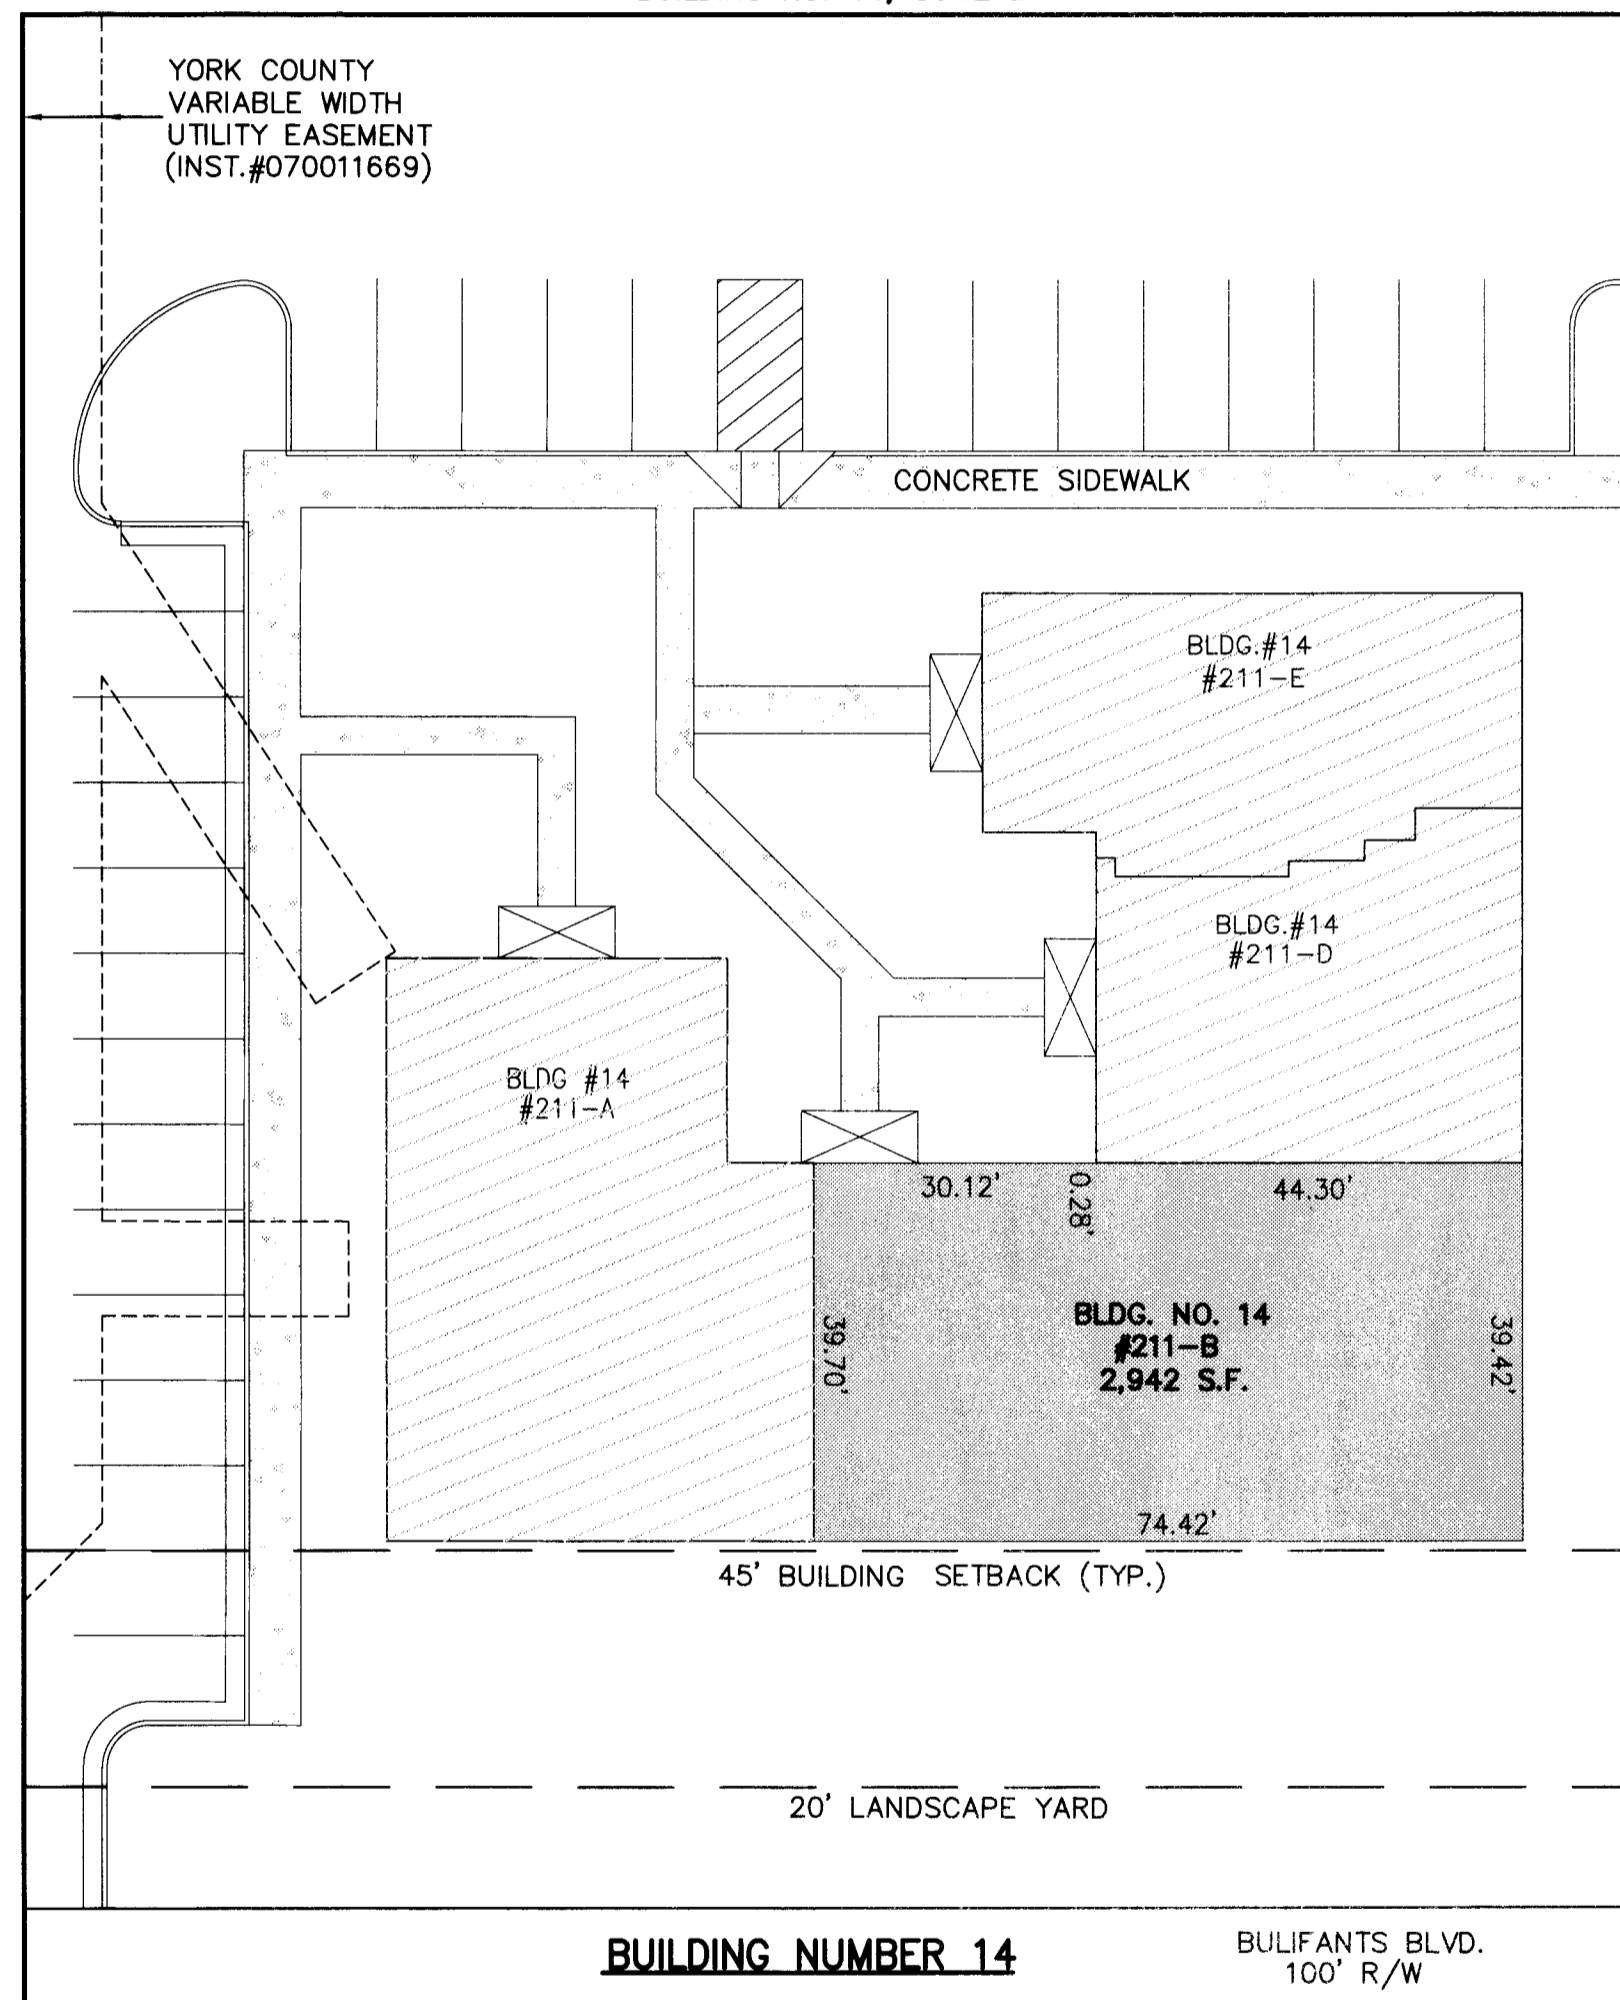 YORK COUNTY
VARIABLE WIDTH
UTILITY EASEMENT
(INST.#070011669)
CONCRETE SIDEWALK
BLDG.#14
#211-E
BLDG.#14
#211-D
BLDG #14
#211-A
30.12'
0.28'
44.30'
BLDG. NO. 14
#211-B
2,942 S.F.
39.70'
39.42'
74.42'
45' BUILDING SETBACK (TYP.)
20' LANDSCAPE YARD
BUILDING NUMBER 14
BULIFANTS BLVD.
100' R/W